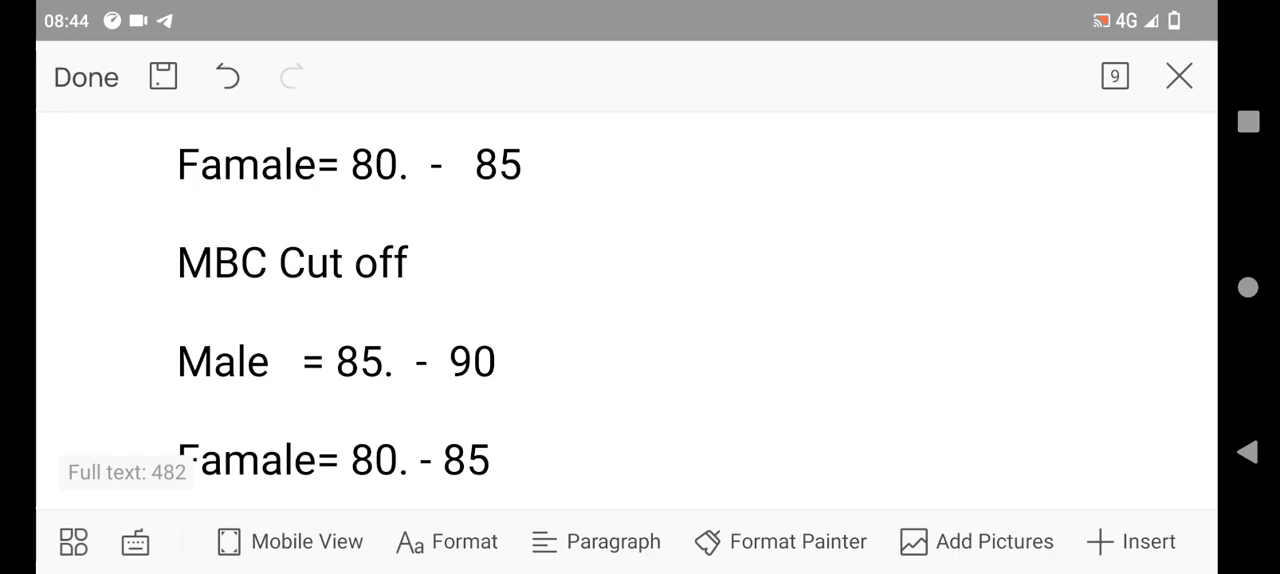 08:44 4G
Done 9
Famale= 80. - 85
MBC Cut off
Male = 85. - 90
Famale= 80. - 85
Full text: 482
Mobile View Format Paragraph Format Painter Add Pictures Insert